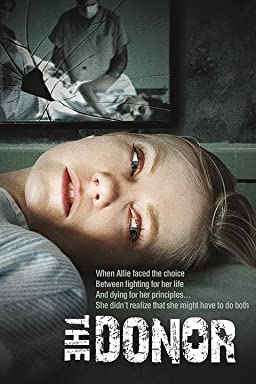 When Allie faced the choice
Between fighting for her life
And dying for her principles...
She didn't realize that she might have to do both
THE DONOR